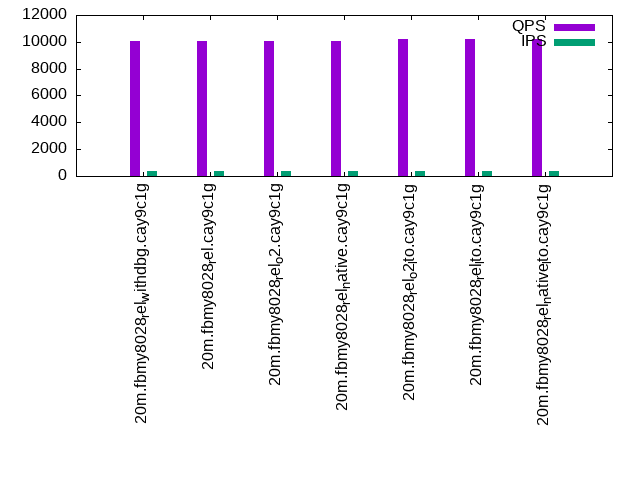 12000
10000
8000
6000
4000
2000
0
QPS
IPS
20m.fbmy8028relwithdbg.cay9c1g
20m.fbmy8028rel.cay9c1g
20m.fbmy8028relo2.cay9c1g
20m.fbmy8028relnative.cay9c1g
20m.fbmy8028relo2lto.cay9c1g
20m.fbmy8028rellto.cay9c1g
20m.fbmy8028relnativelto.cay9c1g